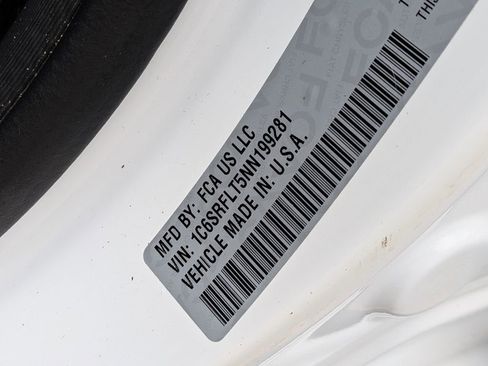 MFD BY: FCA US LLC
VIN: 1C6SRFLT5NN199281
VEHICLE MADE IN: U.S.A.